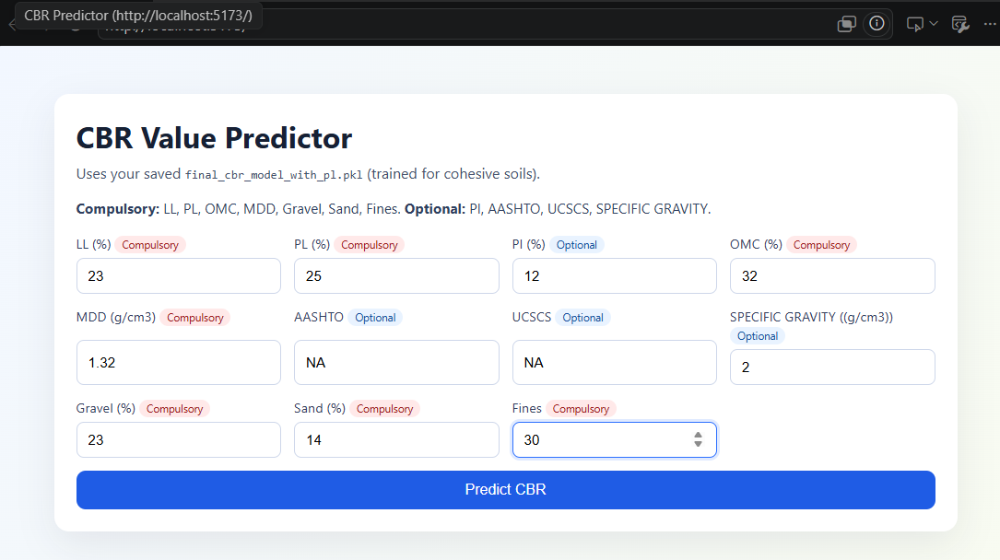 CBR Predictor (http://localhost:5173/)
CBR Value Predictor
Uses your saved final_cbr_model_with_pl.pkl (trained for cohesive soils).
Compulsory: LL, PL, OMC, MDD, Gravel, Sand, Fines. Optional: PI, AASHTO, UCSCS, SPECIFIC GRAVITY.
LL (%) Compulsory PL (%) Compulsory PI (%) Optional OMC (%) Compulsory
23 25 12 32
MDD (g/cm3) Compulsory AASHTO Optional UCSCS Optional SPECIFIC GRAVITY ((g/cm3))
Optional
1.32 NA NA 2
Gravel (%) Compulsory Sand (%) Compulsory Fines Compulsory
23 14 30
Predict CBR